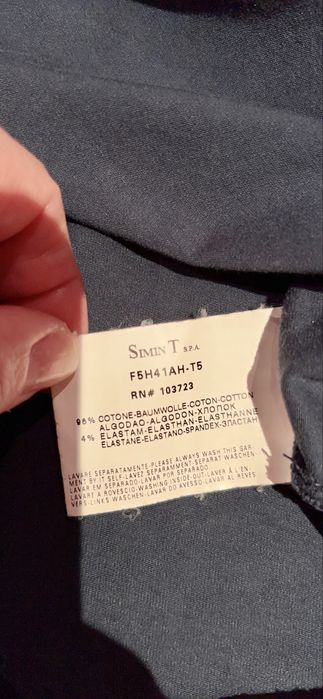 SIMINT S.P.A.
F5H41AH-T5
RN# 103723
96% COTONE-BAUMWOLLE-COTON-COTTON
ALGODAO-ALGODON-ХЛОПОК
4% ELASTAM-ELASTHAN-ELASTHANNE
ELASTANE-ELASTANO-SPANDEX-ЭЛАСТАН
LAVARE SEPARATAMENTE-PLEASE ALWAYS WASH THIS GAR-
MENT BY IT SELF-LAVEZ SEPAREMMENT-SEPARAT WASCHEN-
LAVAR EM SEPARADO-LAVAR POR SEPARADO
LAVARE A ROVESCIO-WASHING INSIDE-OUT-LAVER A L'EN-
VERS-LINKS WASCHEN-LAVAR DO AVESSO-LAVAR AL REVES